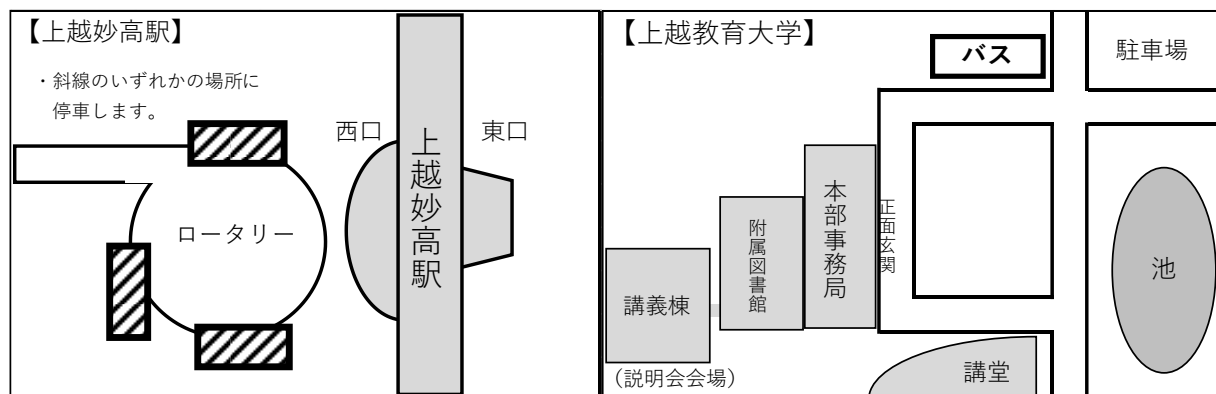 【上越妙高駅】
・斜線のいずれかの場所に
停車します。
西口
東口
上越妙高駅
ロータリー
【上越教育大学】
バス
駐車場
本部事務局
正面玄関
附属図書館
講義棟
(説明会会場)
池
講堂